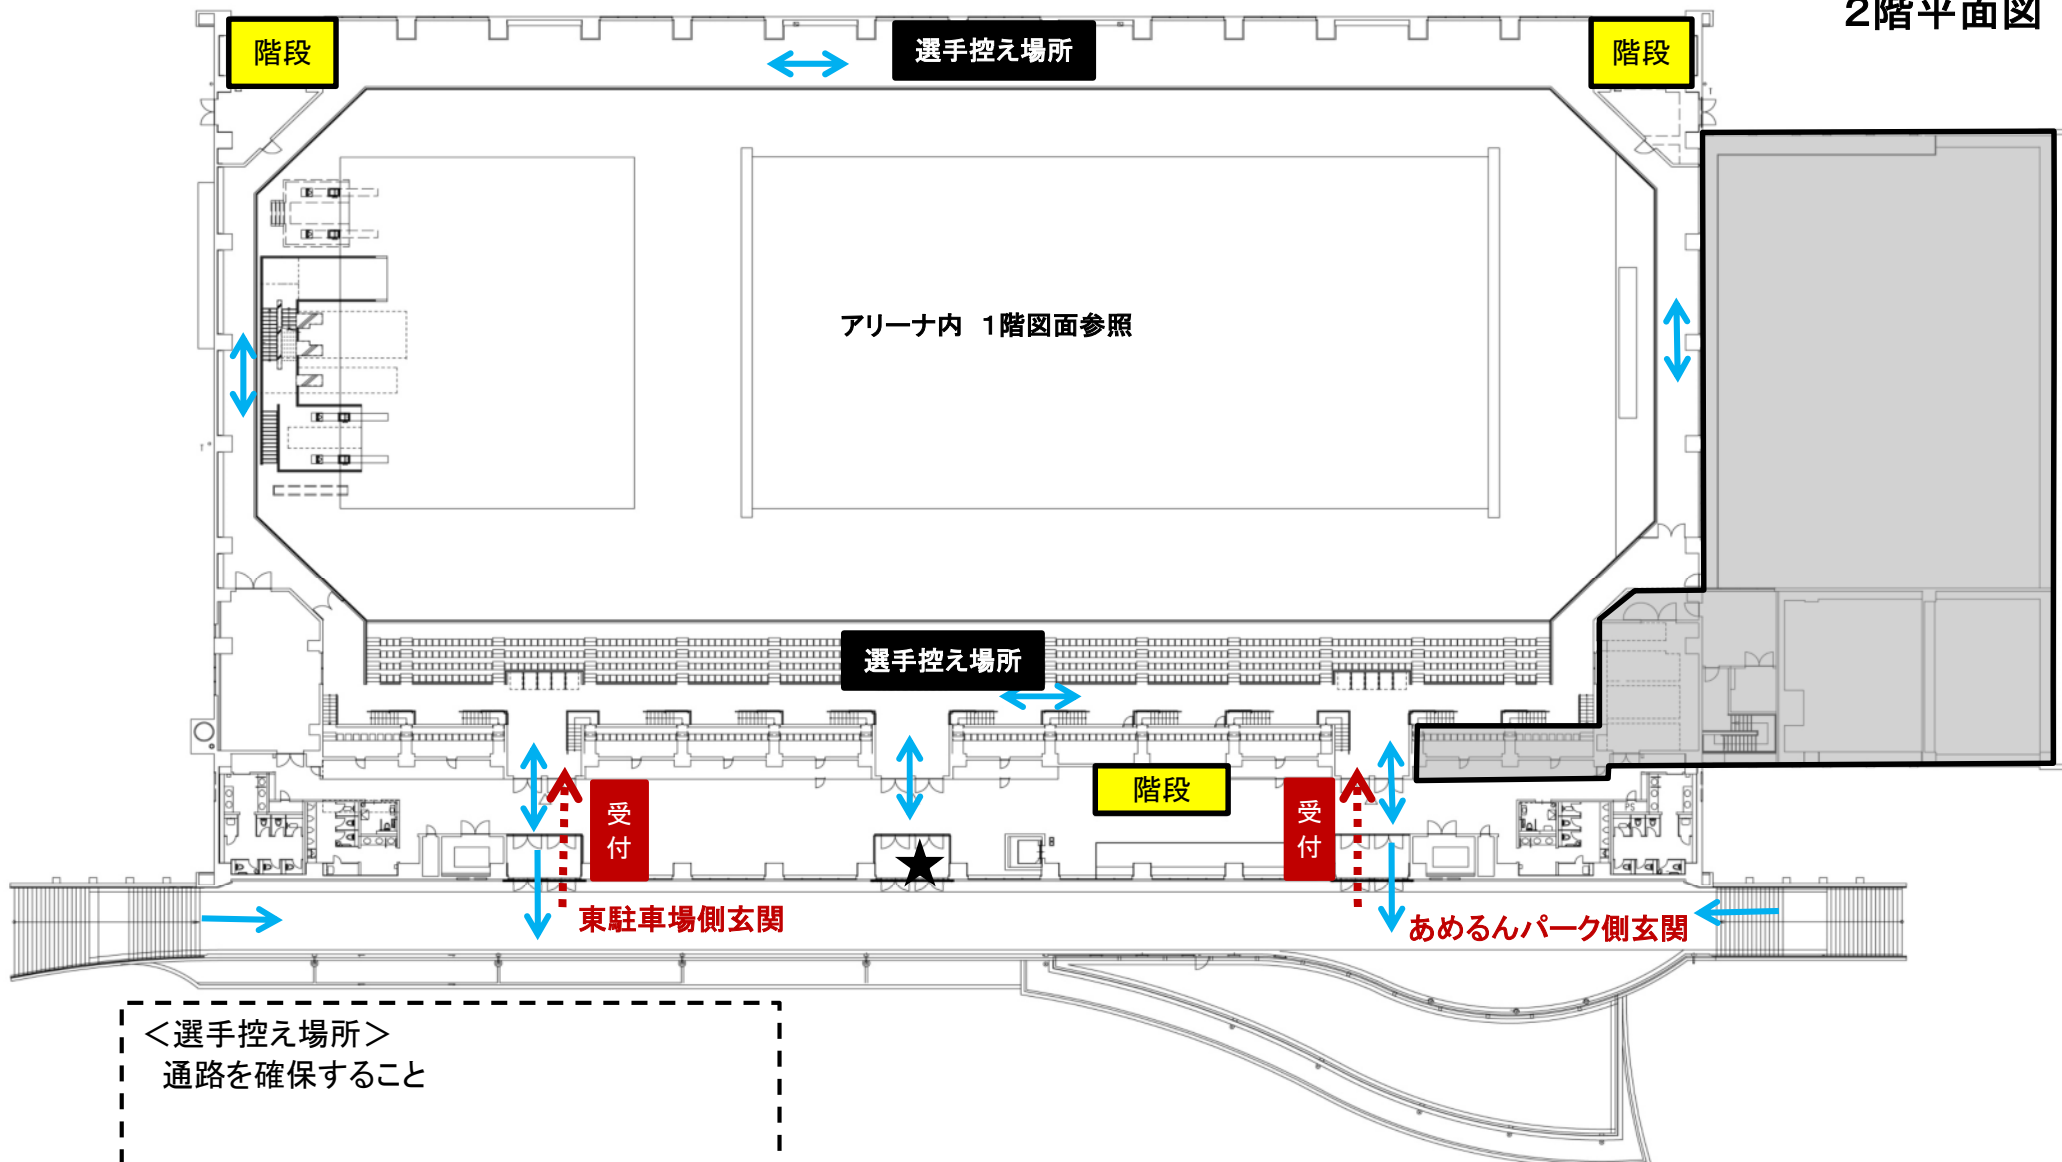 2階平面図
階段
選手控え場所
階段
アリーナ内　1階図面参照
選手控え場所
階段
受付
受付
PS
東駐車場側玄関
あめるんパーク側玄関
＜選手控え場所＞
通路を確保すること